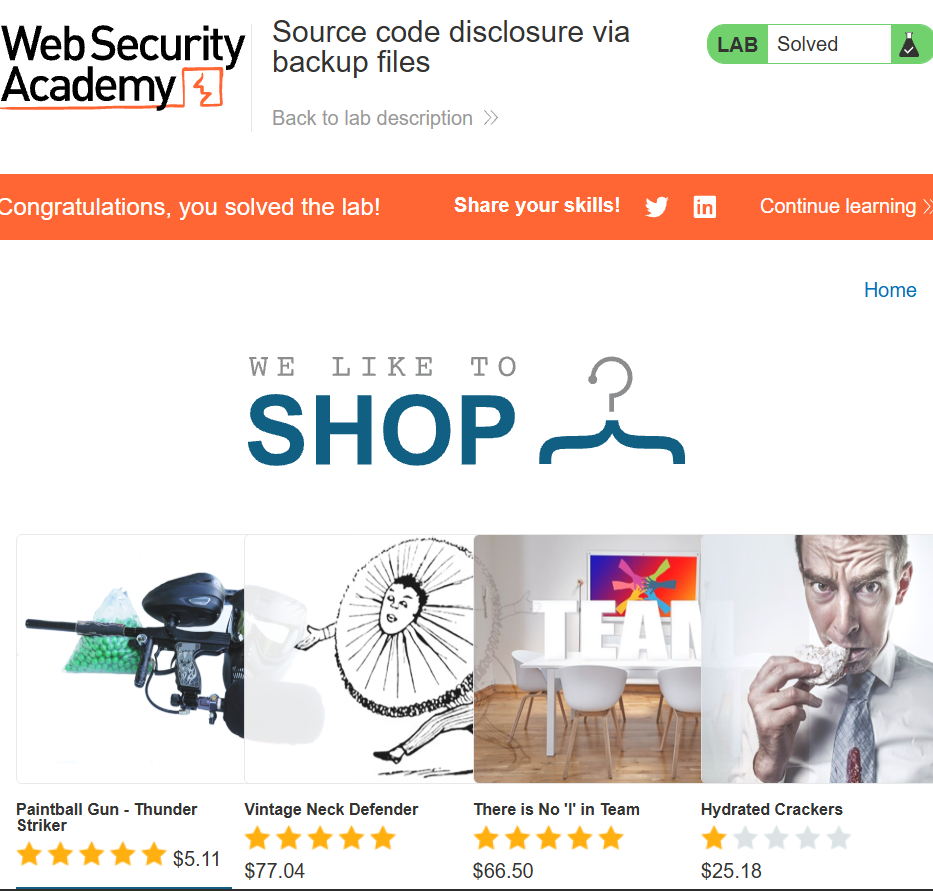 Web Security
Academy
Source code disclosure via
backup files
Back to lab description
LAB Solved
Congratulations, you solved the lab!
Share your skills!
Continue learning
Home
WE LIKE TO
SHOP
TEAM
Paintball Gun - Thunder
Striker
$5.11
Vintage Neck Defender
$77.04
There is No 'I' in Team
$66.50
Hydrated Crackers
$25.18